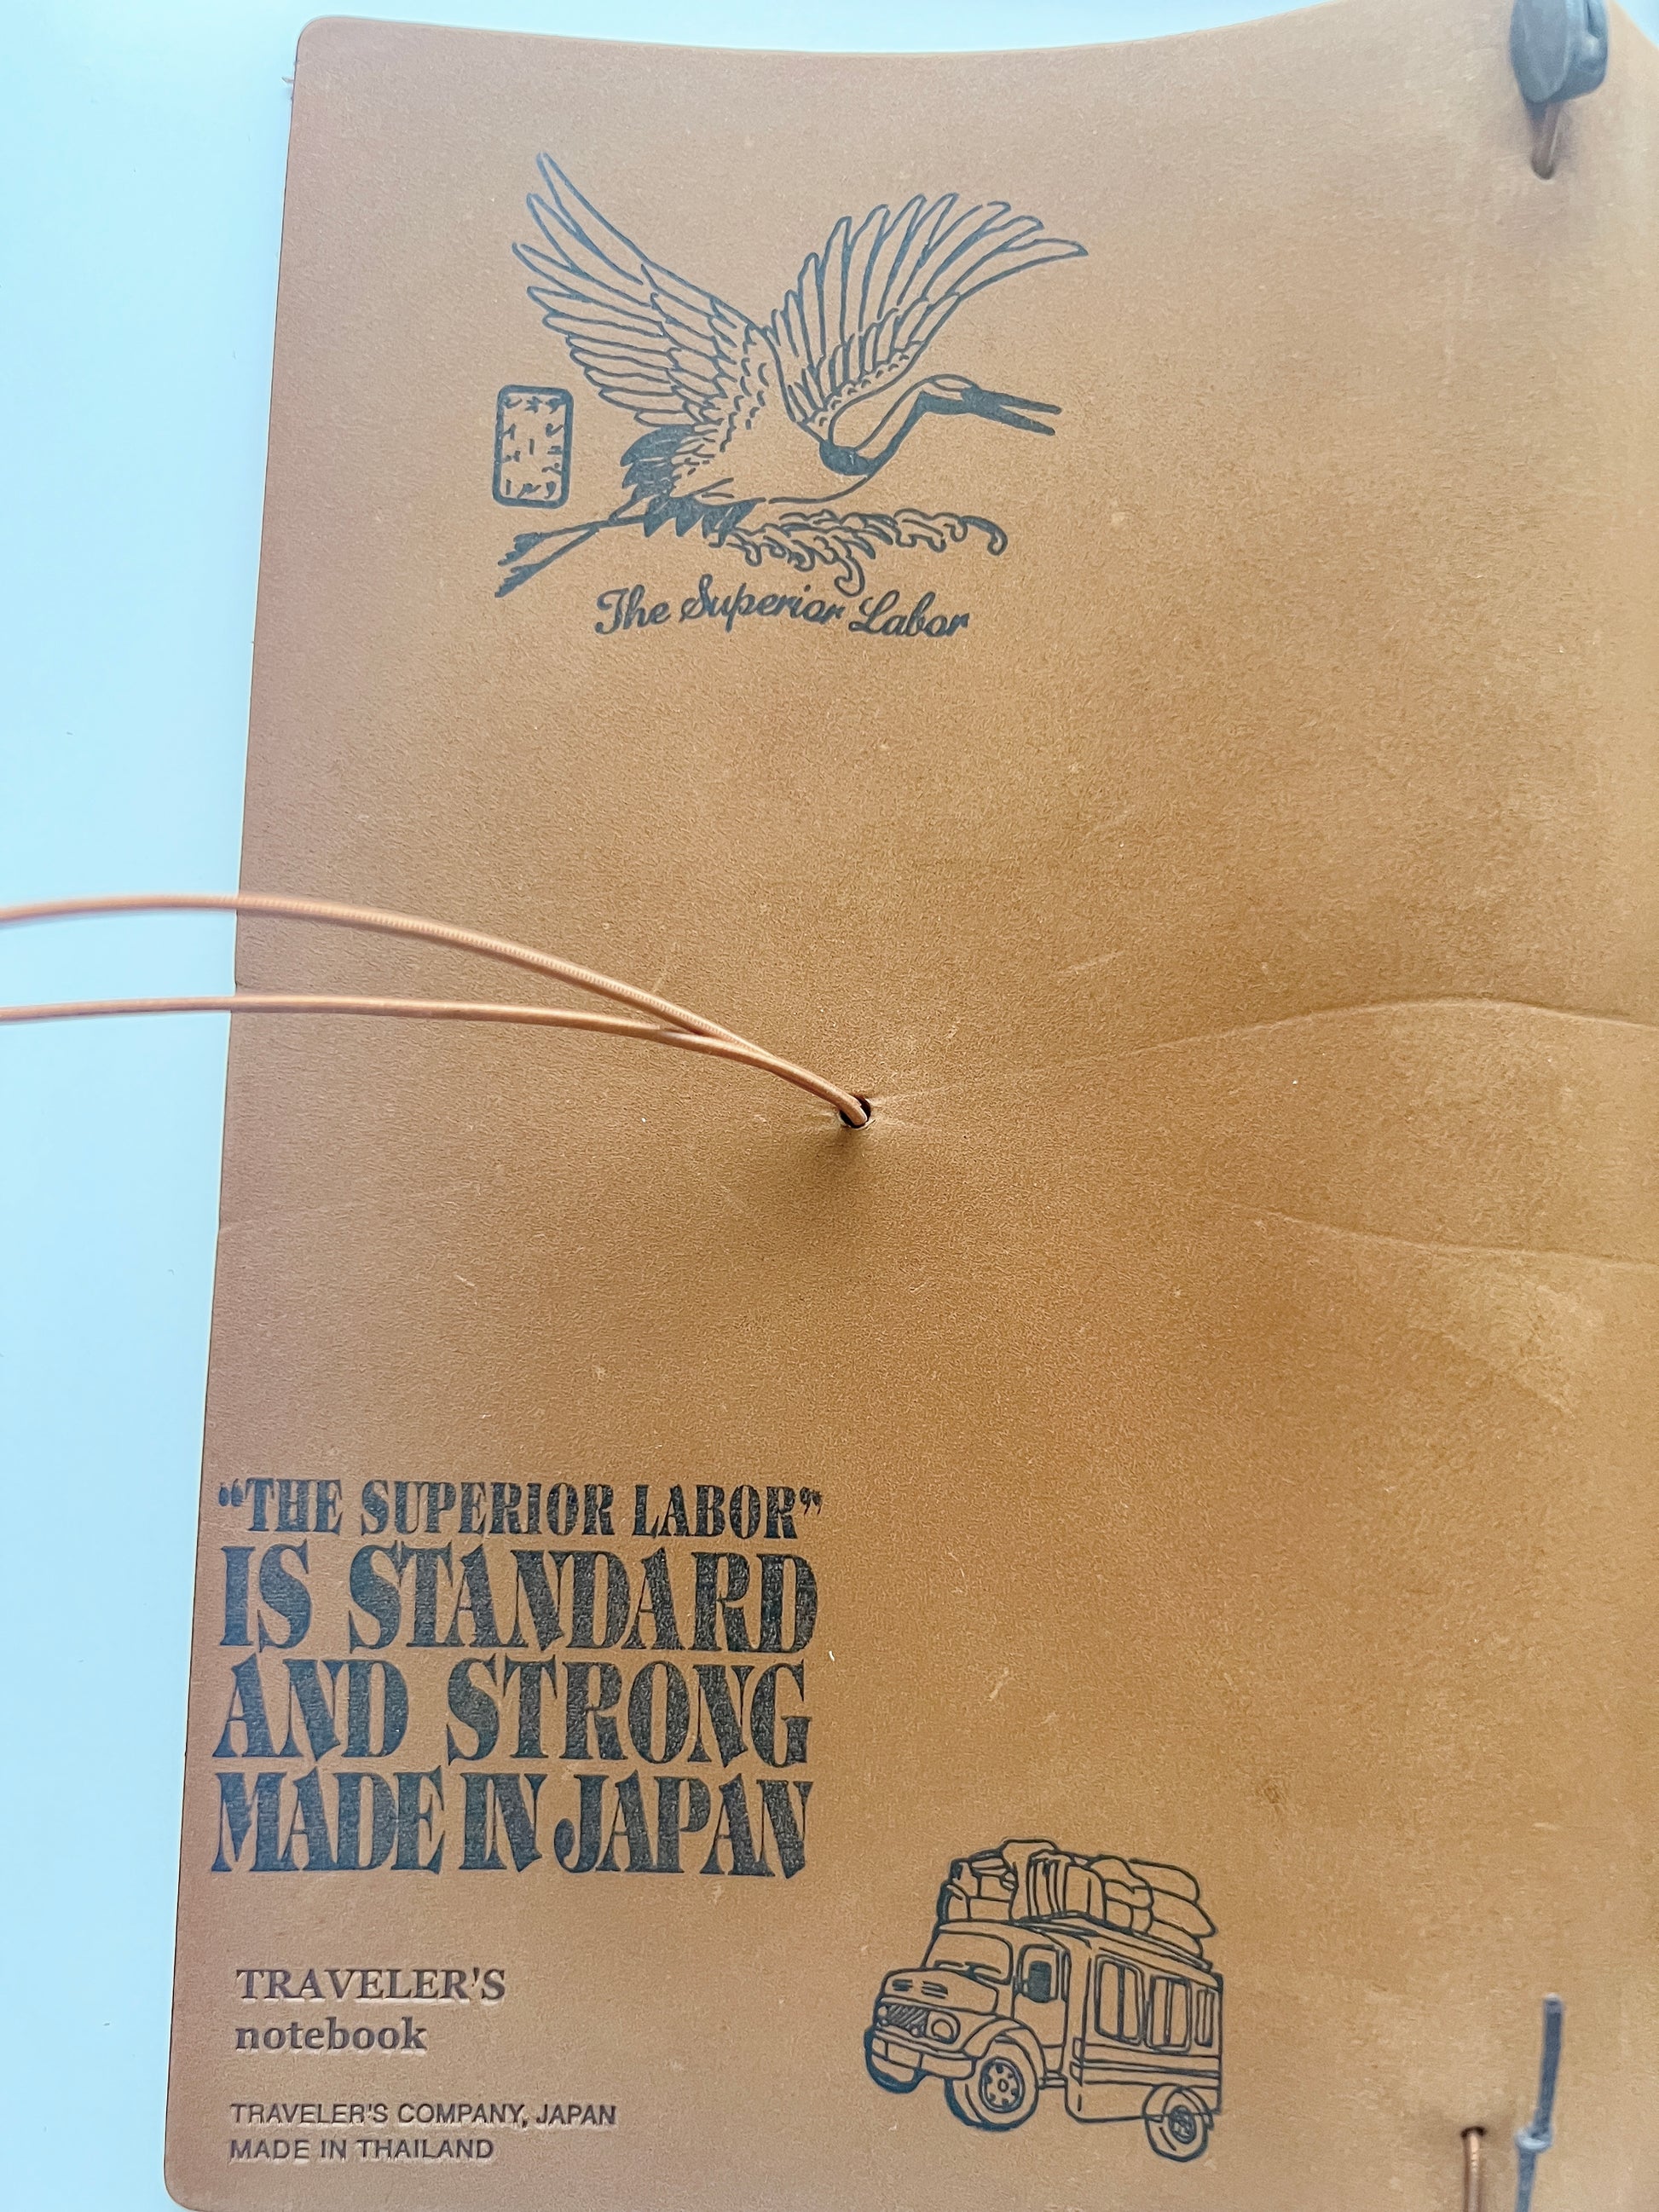 The Superior Labor
“THE SUPERIOR LABOR”
IS STANDARD
AND STRONG
MADE IN JAPAN
TRAVELER'S
notebook
TRAVELER'S COMPANY, JAPAN
MADE IN THAILAND